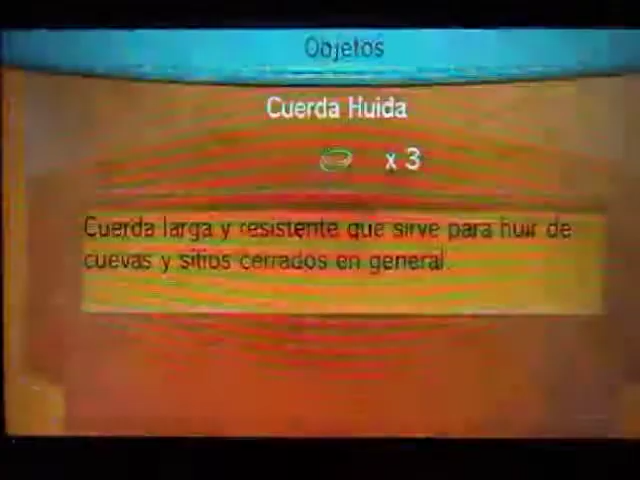 Objetos
Cuerda Huida
x 3
Cuerda larga y resistente que sirve para huir de
cuevas y sitios cerrados en general.